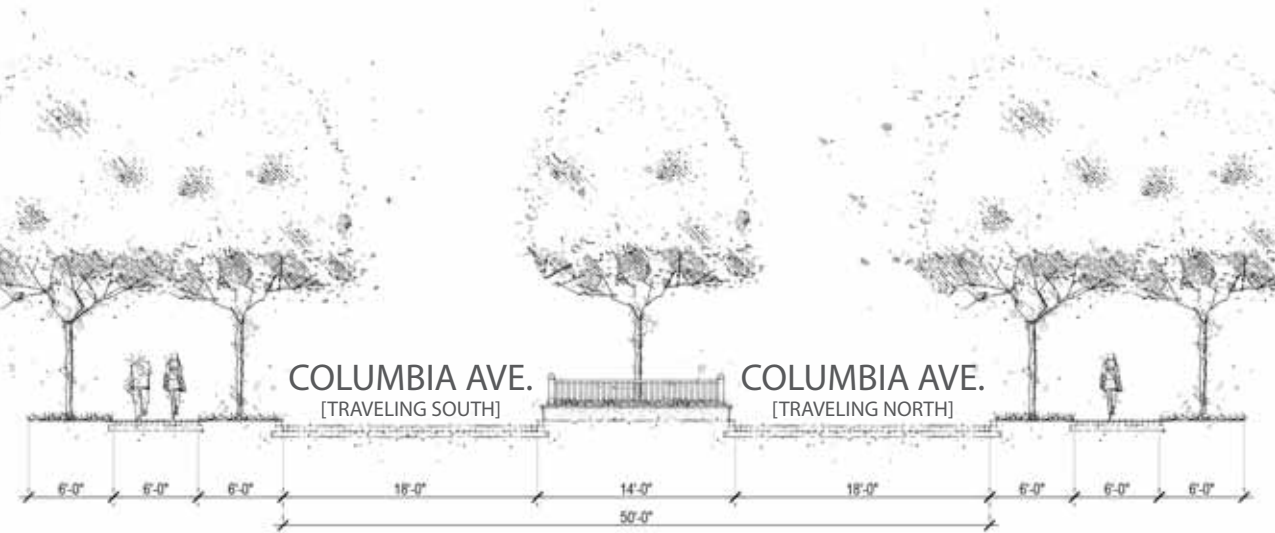 COLUMBIA AVE.
[TRAVELING SOUTH]
COLUMBIA AVE.
[TRAVELING NORTH]
6'-0" 6'-0" 6'-0" 18'-0" 14'-0" 18'-0" 6'-0" 6'-0" 6'-0"
50'-0"